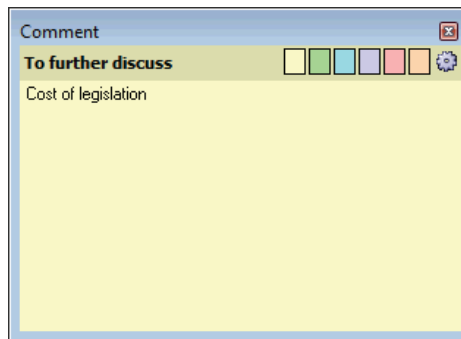 Comment
To further discuss
Cost of legislation